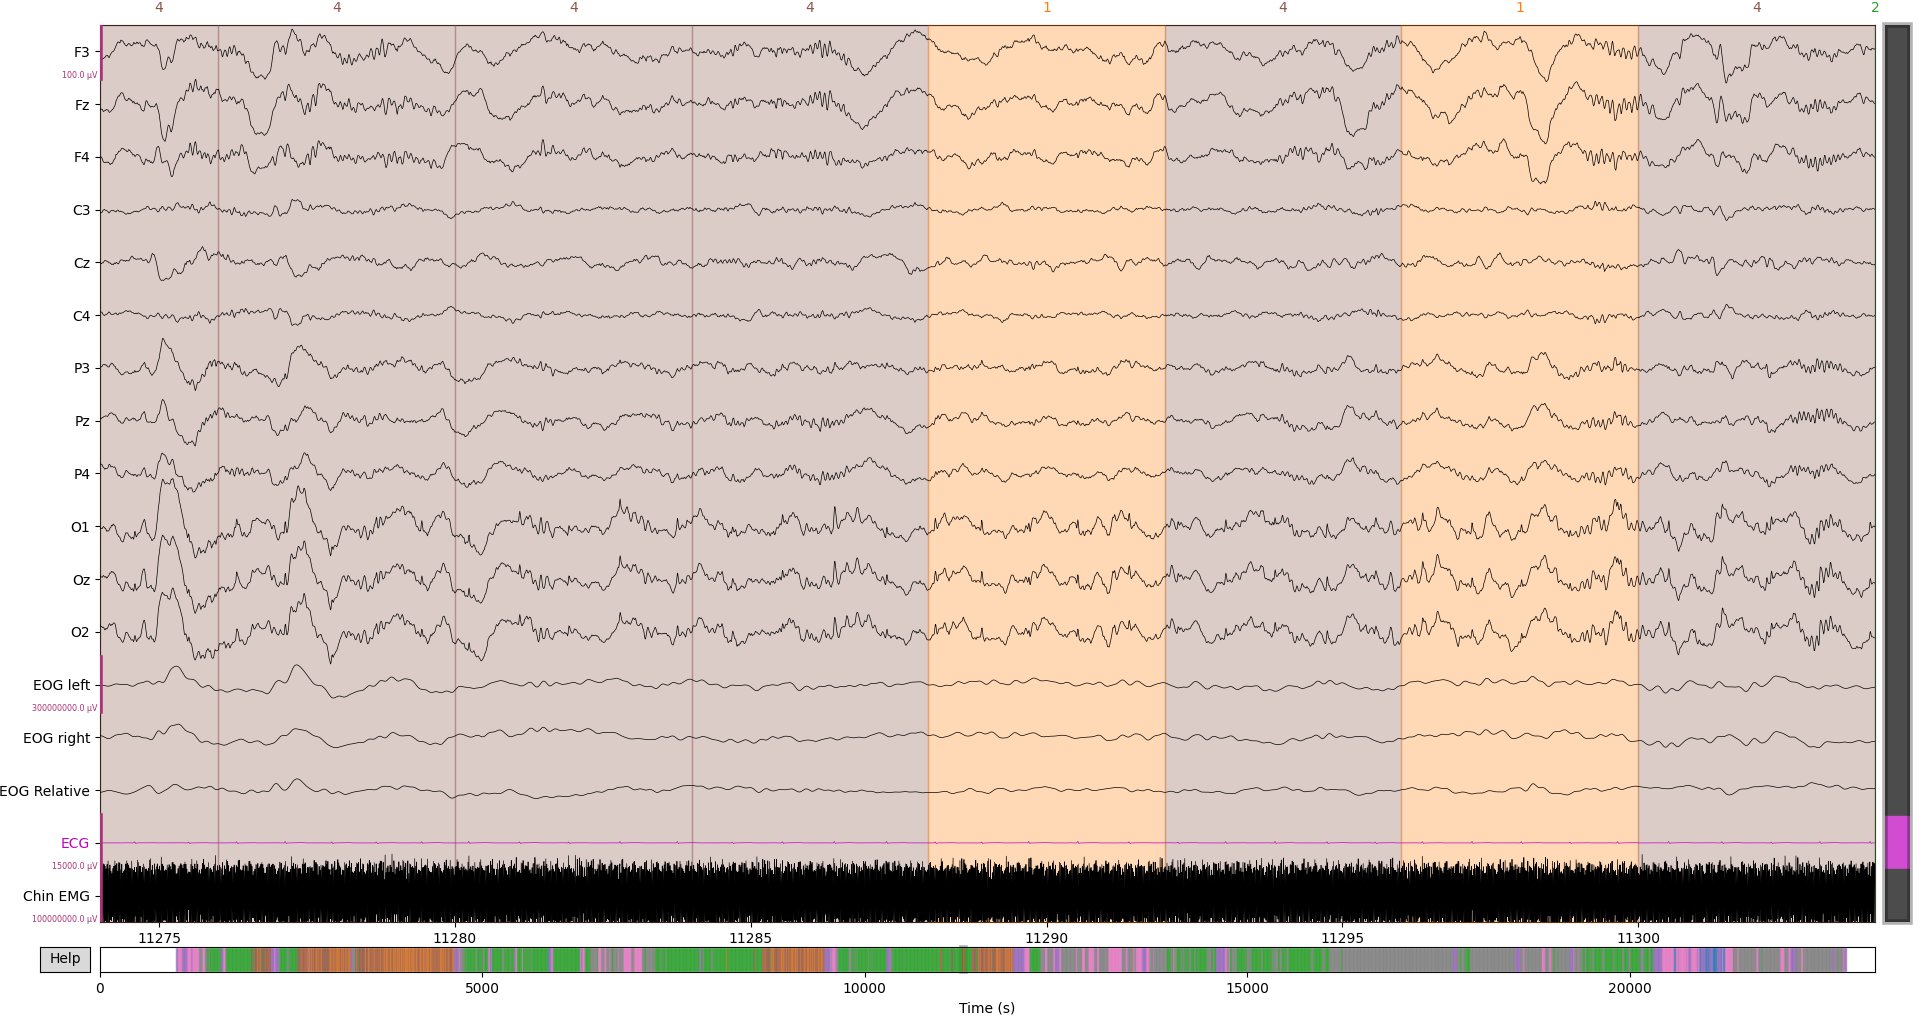 4 4 4 4 1 4 1 4 2
F3
100.0 µV
Fz
F4
C3
Cz
C4
P3
Pz
P4
O1
Oz
O2
EOG left
300000000.0 µV
EOG right
EOG Relative
ECG
15000.0 µV
Chin EMG
100000000.0 µV
11275 11280 11285 11290 11295 11300
Help
0 5000 10000 15000 20000
Time (s)